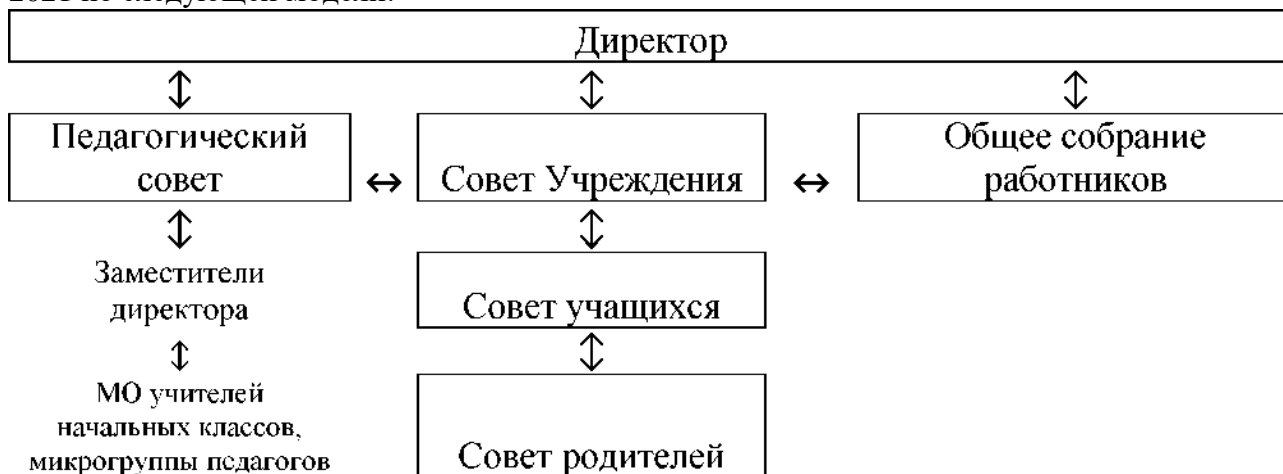 Директор
Педагогический
совет
Совет Учреждения
Общее собрание
работников
Заместители
директора
Совет учащихся
МО учителей
начальных классов,
микрогруппы педагогов
Совет родителей